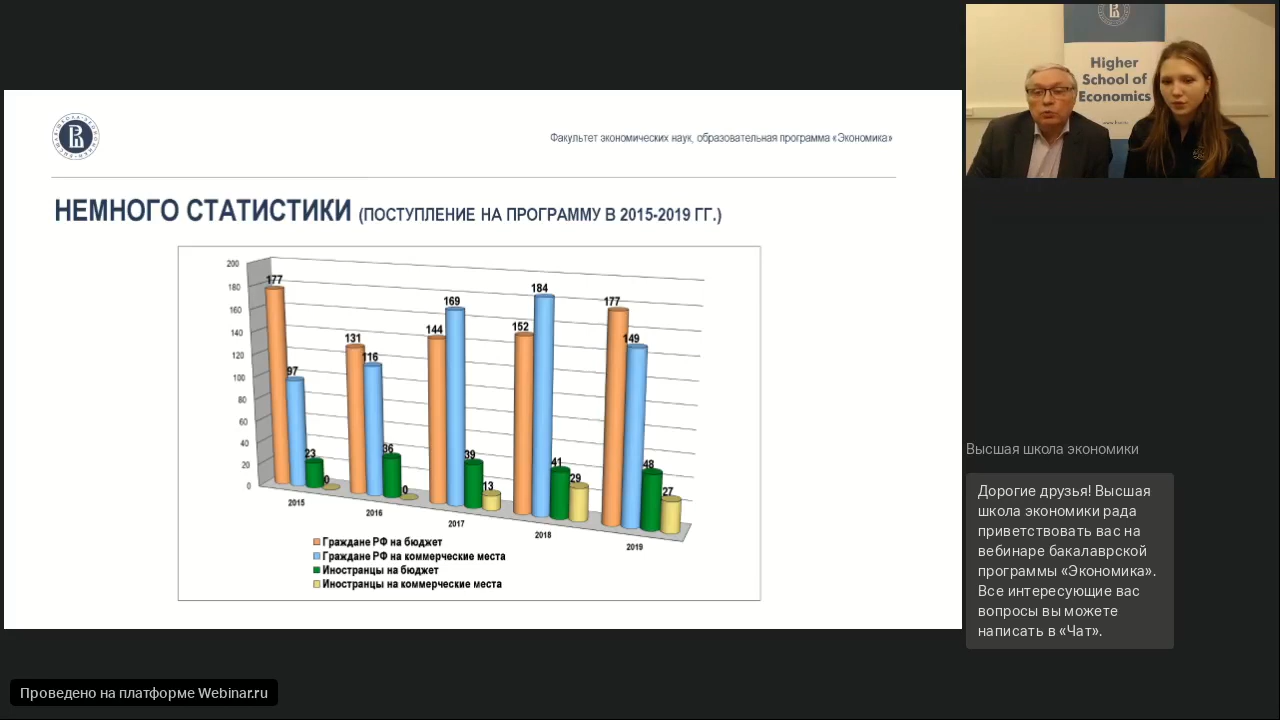 Факультет экономических наук, образовательная программа «Экономика»
НЕМНОГО СТАТИСТИКИ (ПОСТУПЛЕНИЕ НА ПРОГРАММУ В 2015-2019 ГГ.)
200
180
160
140
120
100
80
60
40
20
0
177
97
23
0
131
116
36
0
144
169
39
13
152
184
41
29
177
149
48
27
2015
2016
2017
2018
2019
Граждане РФ на бюджет
Граждане РФ на коммерческие места
Иностранцы на бюджет
Иностранцы на коммерческие места
Higher
School of
Economics
Высшая школа экономики
Дорогие друзья! Высшая
школа экономики рада
приветствовать вас на
вебинаре бакалаврской
программы «Экономика».
Все интересующие вас
вопросы вы можете
написать в «Чат».
Проведено на платформе Webinar.ru